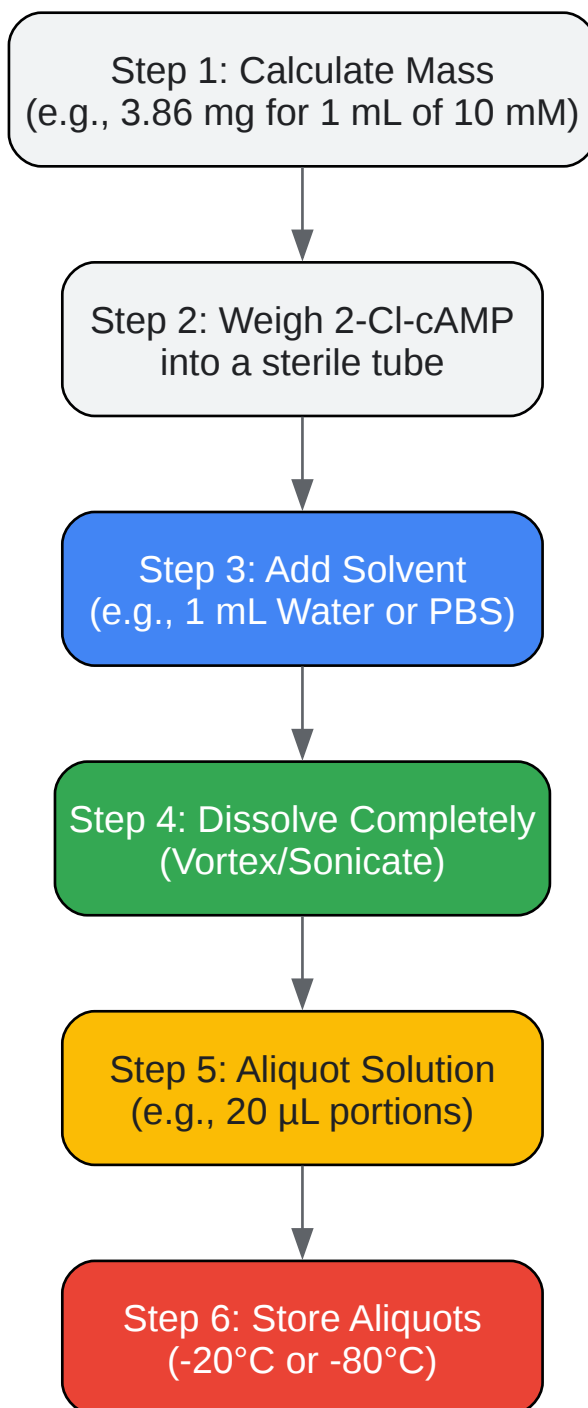 Step 1: Calculate Mass
(e.g., 3.86 mg for 1 mL of 10 mM)
Step 2: Weigh 2-Cl-cAMP
into a sterile tube
Step 3: Add Solvent
(e.g., 1 mL Water or PBS)
Step 4: Dissolve Completely
(Vortex/Sonicate)
Step 5: Aliquot Solution
(e.g., 20 µL portions)
Step 6: Store Aliquots
(-20°C or -80°C)